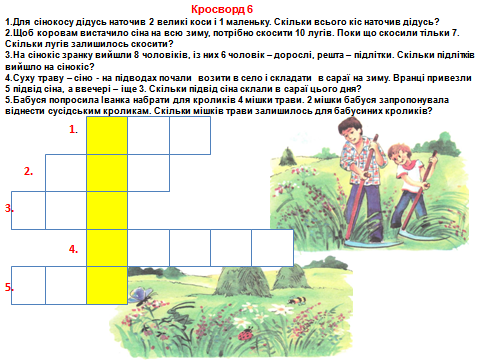 Кросворд 6
1.Для сінокосу дідусь наточив 2 великі коси і 1 маленьку. Скільки всього кіс наточив дідусь?
2.Щоб коровам вистачило сіна на всю зиму, потрібно скосити 10 лугів. Поки що скосили тільки 7.
Скільки лугів залишилось скосити?
3.На сінокіс зранку вийшли 8 чоловіків, із них 6 чоловік – дорослі, решта – підлітки. Скільки підлітків
вийшло на сінокіс?
4.Суху траву – сіно - на підводах почали возити в село і складати в сараї на зиму. Вранці привезли
5 підвід сіна, а ввечері – іще 3. Скільки підвід сіна склали в сараї цього дня?
5.Бабуся попросила Іванка набрати для кроликів 4 мішки трави. 2 мішки бабуся запропонувала
віднести сусідським кроликам. Скільки мішків трави залишилось для бабусиних кроликів?
1.
2.
3.
4.
5.